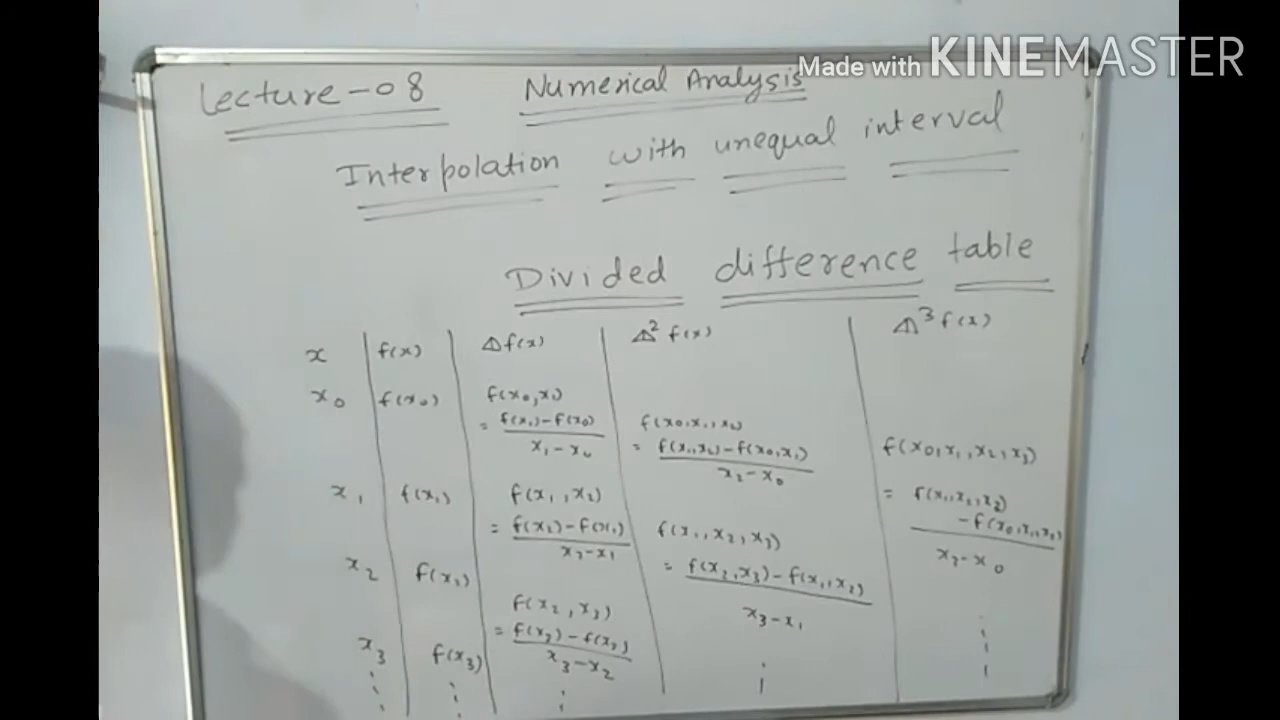 Made with KINEMASTER
Lecture-08 Numerical Analysis
Interpolation with unequal interval
Divided difference table
x f(x) ∆f(x) ∆² f(x) ∆³ f(x)
x₀ f(x₀) f(x₀,x₁)
= f(x₁)-f(x₀) / x₁-x₀
f(x₀,x₁,x₂)
= f(x₁,x₂)-f(x₀,x₁) / x₂-x₀
f(x₀,x₁,x₂,x₃)
= f(x₁,x₂,x₃) -f(x₀,x₁,x₂) / x₃-x₀
x₁ f(x₁) f(x₁,x₂)
= f(x₂)-f(x₁) / x₂-x₁
f(x₁,x₂,x₃)
= f(x₂,x₃)-f(x₁,x₂) / x₃-x₁
x₂ f(x₂)
f(x₂,x₃)
= f(x₃)-f(x₂) / x₃-x₂
x₃ f(x₃)